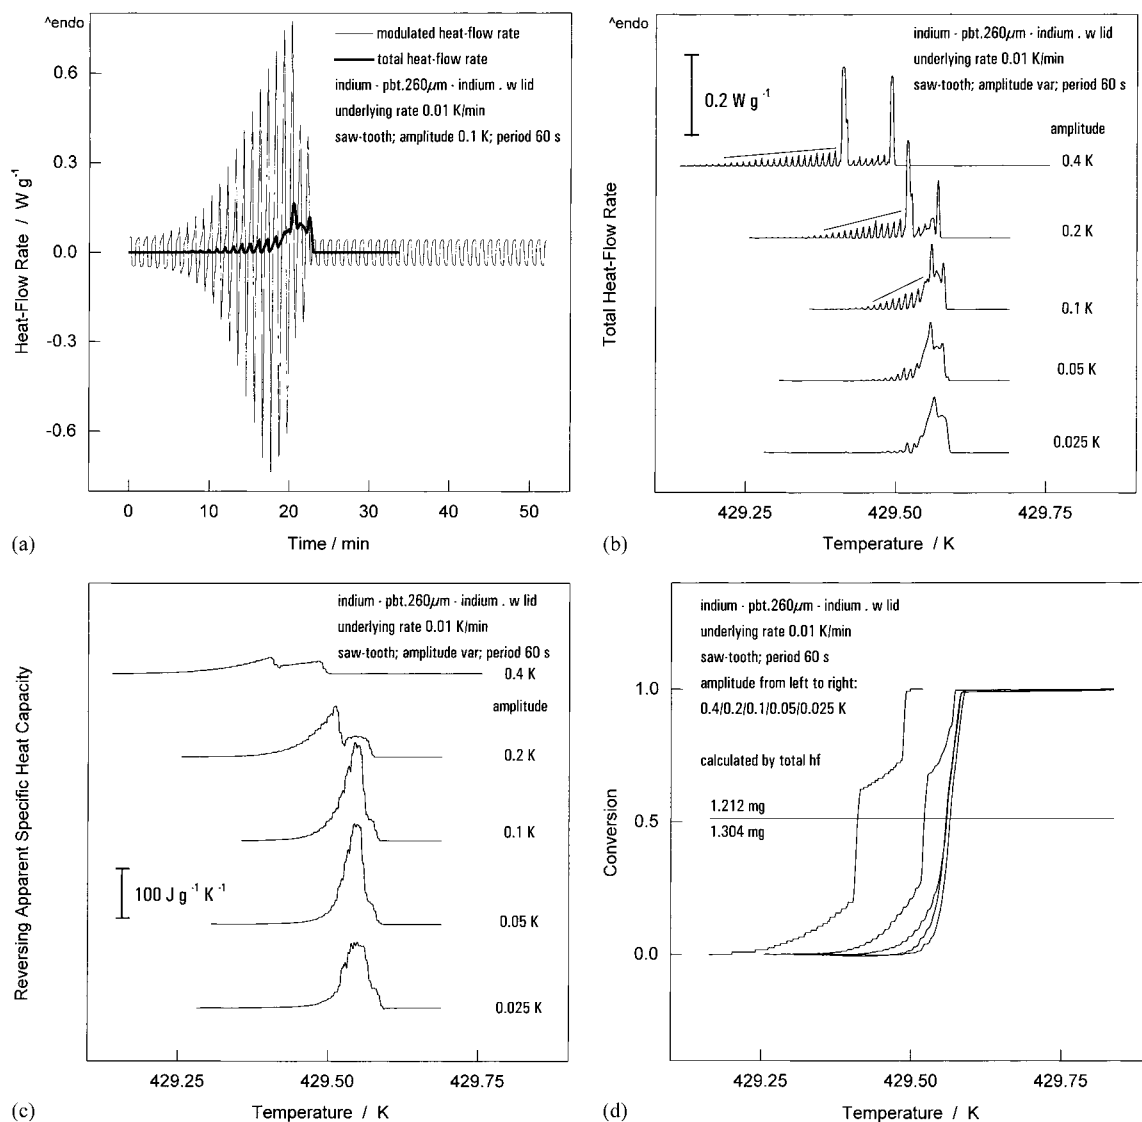 ^endo
modulated heat-flow rate
total heat-flow rate
indium - pbt.260μm - indium . w lid
underlying rate 0.01 K/min
saw-tooth; amplitude 0.1 K; period 60 s
0.6
0.3
0.0
-0.3
-0.6
Heat-Flow Rate / W g⁻¹
0 10 20 30 40 50
Time / min
(a)
^endo
indium - pbt.260μm - indium . w lid
underlying rate 0.01 K/min
saw-tooth; amplitude var; period 60 s
0.2 W g⁻¹
amplitude
0.4 K
0.2 K
0.1 K
0.05 K
0.025 K
Total Heat-Flow Rate
429.25 429.50 429.75
Temperature / K
(b)
indium - pbt.260μm - indium . w lid
underlying rate 0.01 K/min
saw-tooth; amplitude var; period 60 s
0.4 K
amplitude
0.2 K
0.1 K
100 J g⁻¹ K⁻¹
0.05 K
0.025 K
Reversing Apparent Specific Heat Capacity
429.25 429.50 429.75
Temperature / K
(c)
indium - pbt.260μm - indium . w lid
underlying rate 0.01 K/min
saw-tooth; period 60 s
amplitude from left to right:
0.4/0.2/0.1/0.05/0.025 K
calculated by total hf
1.212 mg
1.304 mg
1.0
0.5
0.0
Conversion
429.25 429.50 429.75
Temperature / K
(d)